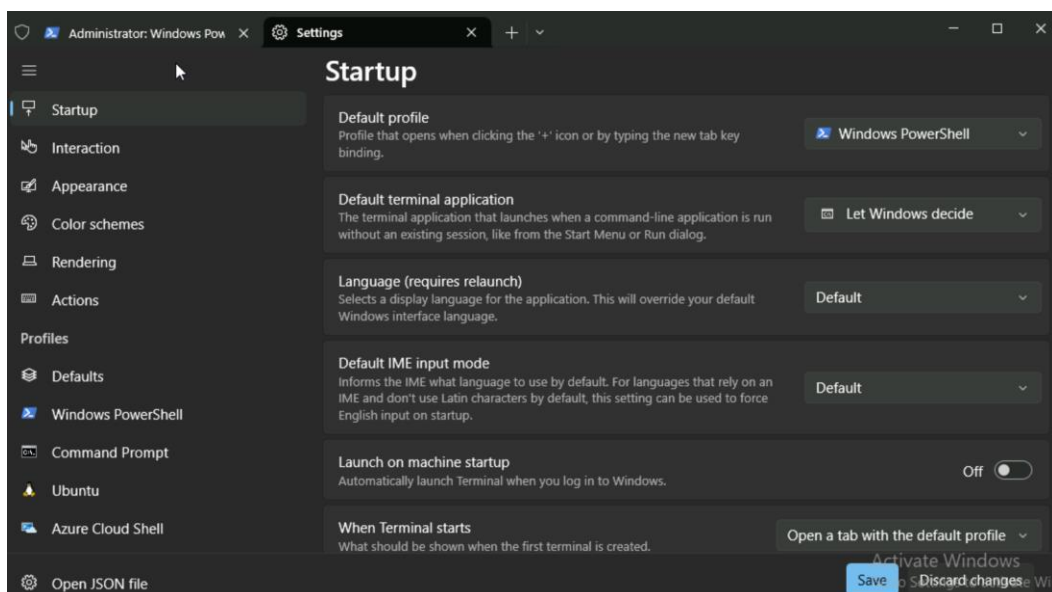 Administrator: Windows Pow
Settings
Startup
Interaction
Appearance
Color schemes
Rendering
Actions
Profiles
Defaults
Windows PowerShell
Command Prompt
Ubuntu
Azure Cloud Shell
Open JSON file
Startup
Default profile
Profile that opens when clicking the '+' icon or by typing the new tab key
binding.
Windows PowerShell
Default terminal application
The terminal application that launches when a command-line application is run
without an existing session, like from the Start Menu or Run dialog.
Let Windows decide
Language (requires relaunch)
Selects a display language for the application. This will override your default
Windows interface language.
Default
Default IME input mode
Informs the IME what language to use by default. For languages that rely on an
IME and don't use Latin characters by default, this setting can be used to force
English input on startup.
Default
Launch on machine startup
Automatically launch Terminal when you log in to Windows.
Off
When Terminal starts
What should be shown when the first terminal is created.
Open a tab with the default profile
Activate Windows
Save
Discard changes